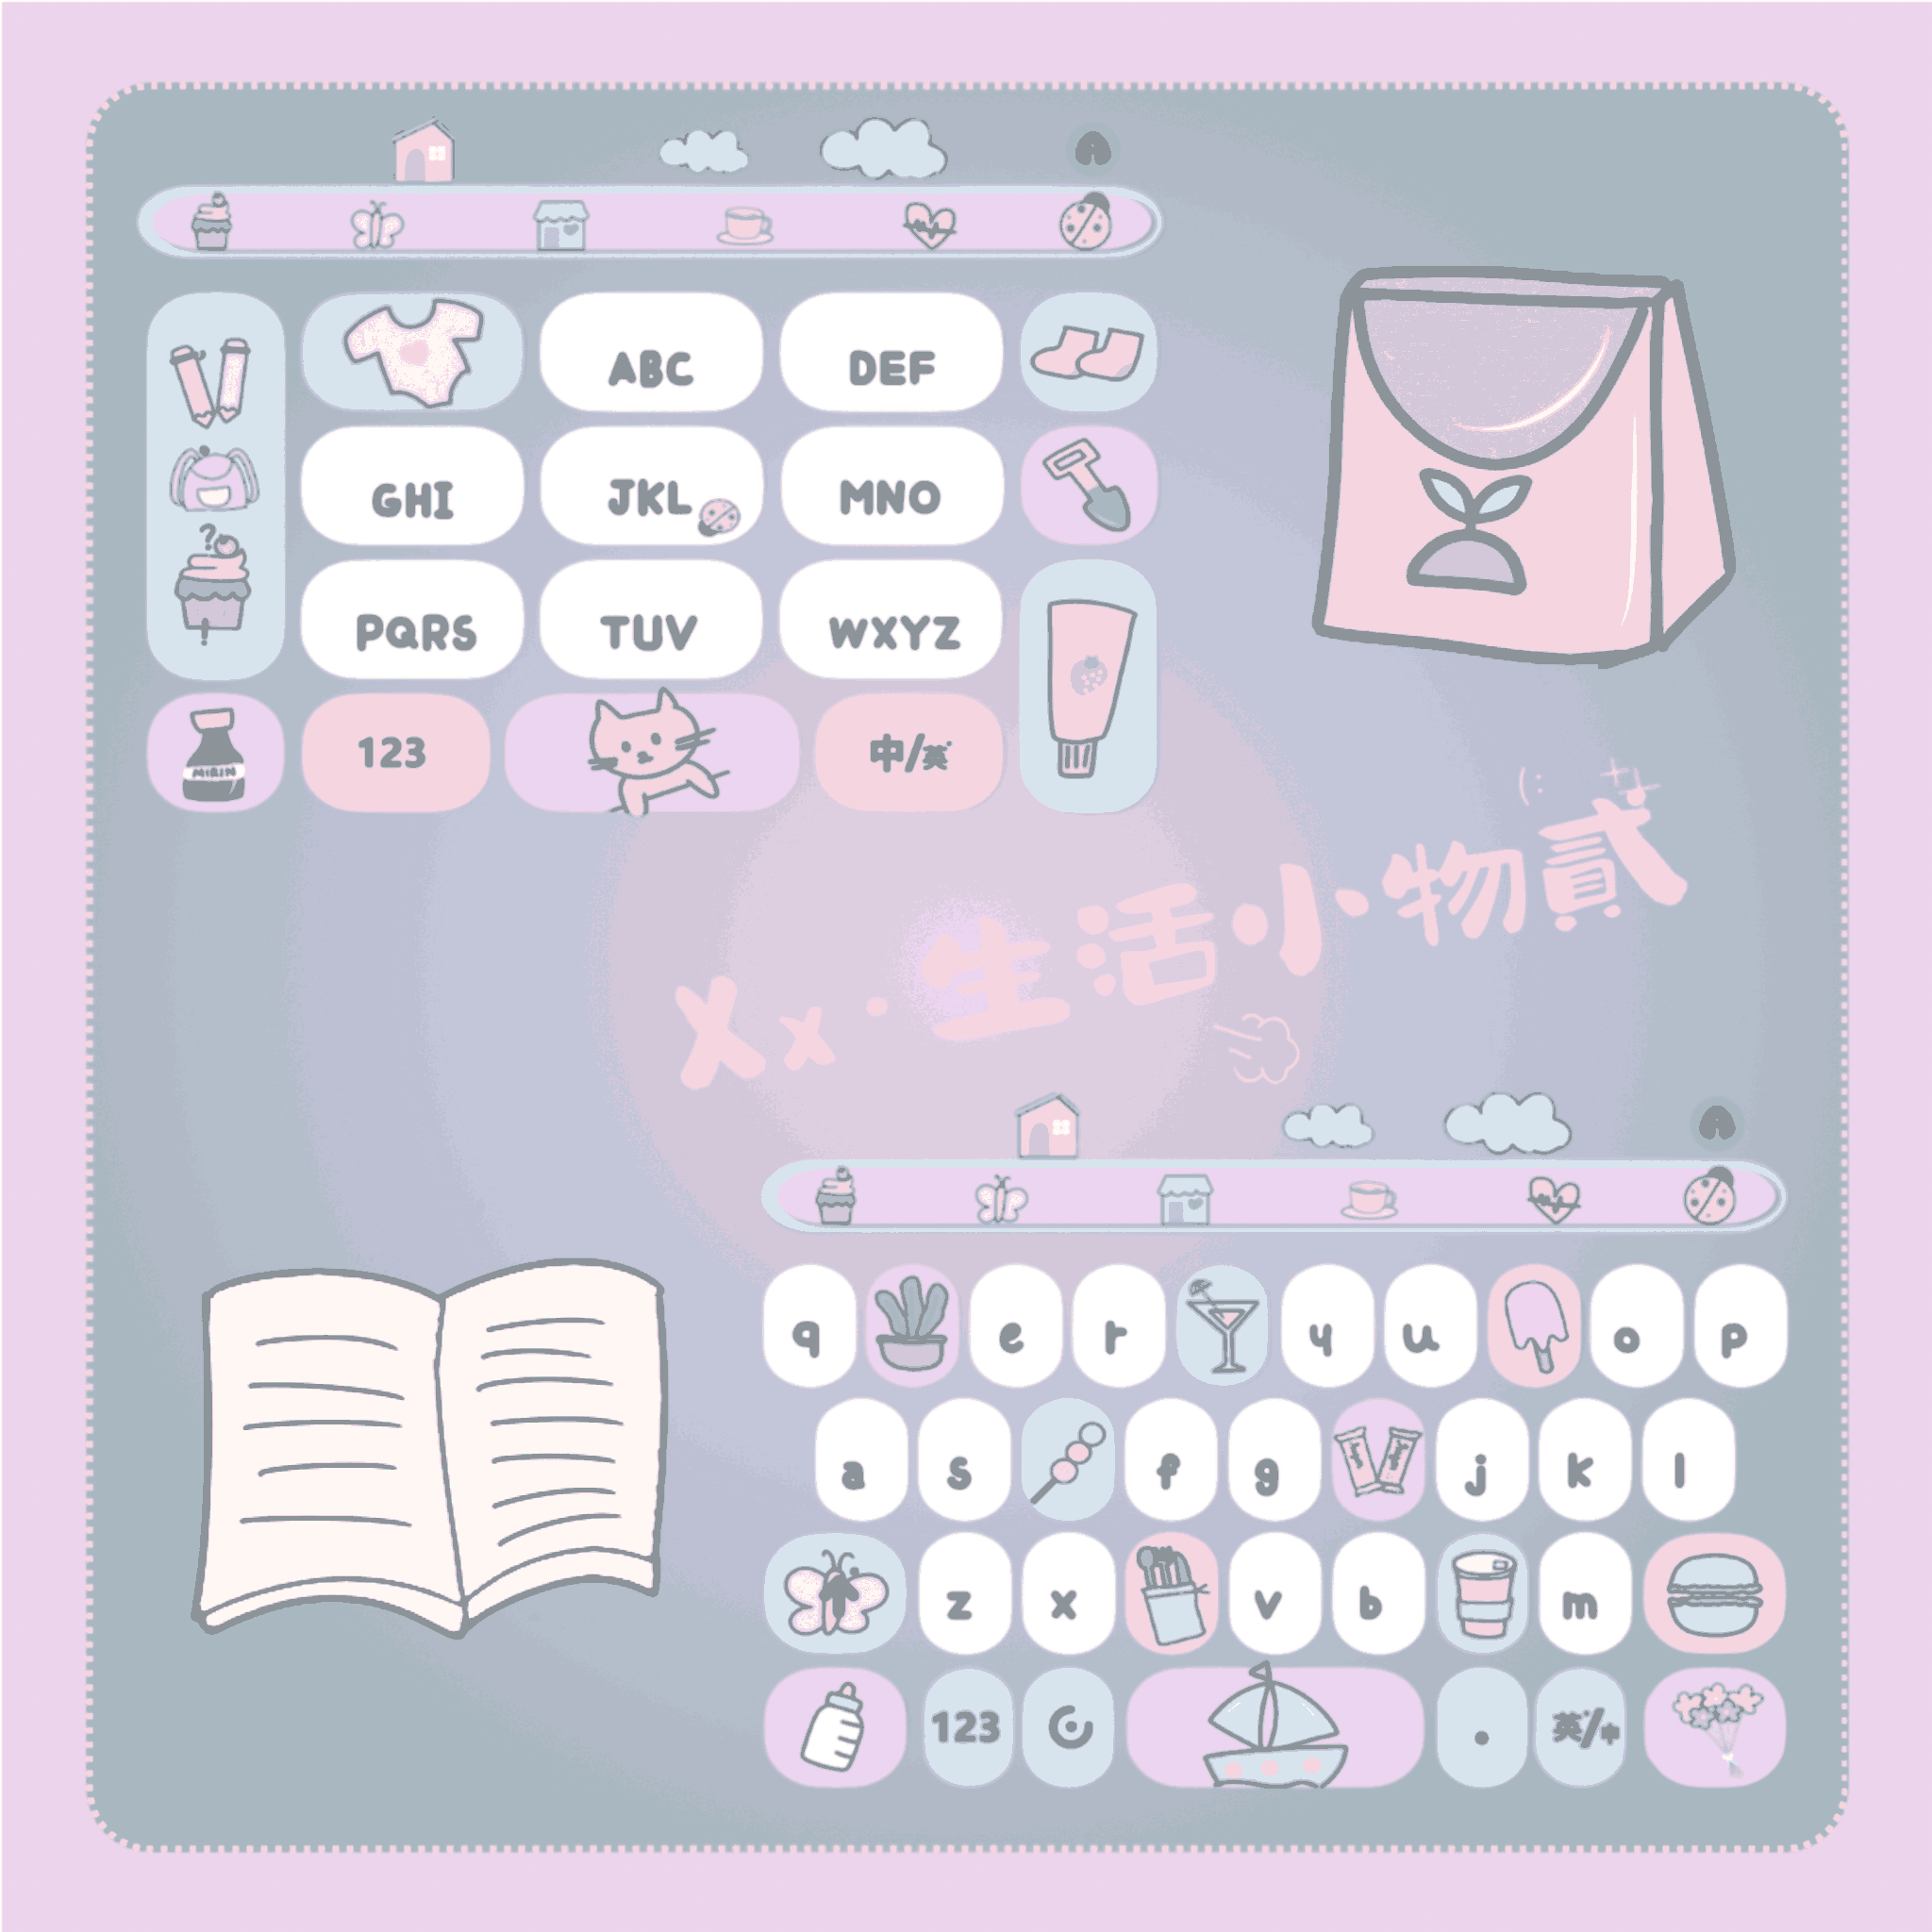 ABC DEF
GHI JKL MNO
?
PQRS TUV WXYZ
!
MIRIN 123 中/英
(:
Xx·生活小物貳
q e r y u o p
a s f g j k l
z x v b m
123 . 英/中